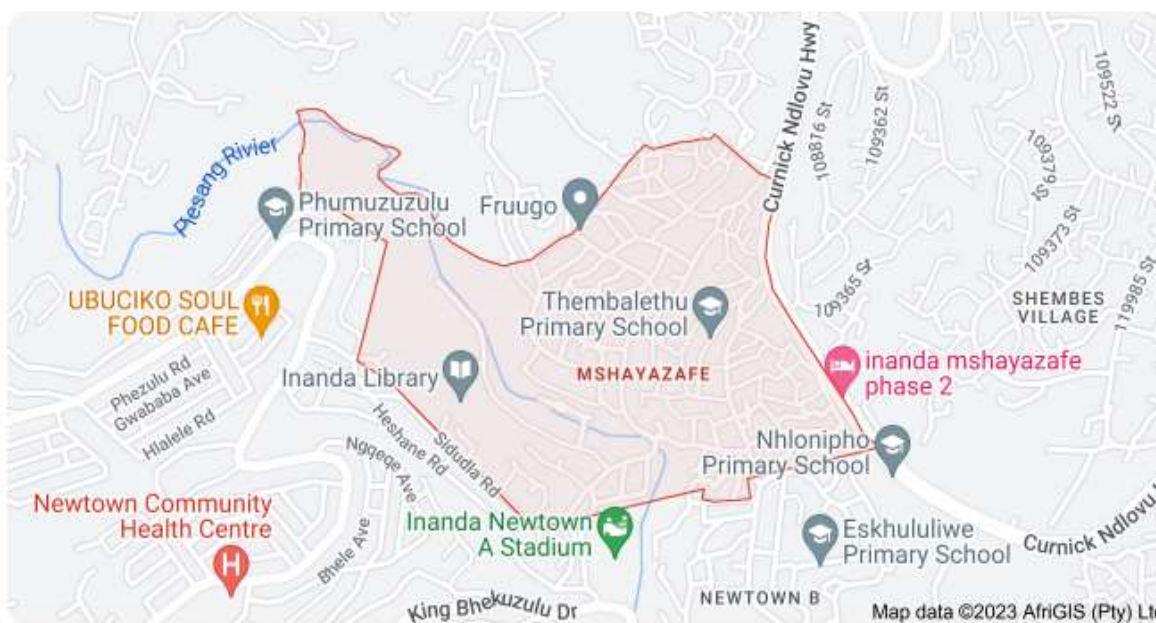 Piesang Rivier
Phumuzuzulu
Primary School
Fruugo
Curnick Ndlovu Hwy
108876 St
109362 St
109522 St
109379 St
109373 St
109365 St
119985 St
UBUCIKO SOUL
FOOD CAFE
Thembalethu
Primary School
SHEMBES
VILLAGE
Phezulu Rd
Gwababa Ave
Hlalele Rd
Inanda Library
MSHAYAZAFE
inanda mshayazafe
phase 2
Heshane Rd
Sidudla Rd
Ngqeqe Ave
Nhlonipho
Primary School
Newtown Community
Health Centre
Bhele Ave
Inanda Newtown
A Stadium
Eskhululiwe
Primary School
Curnick Ndlovu
King Bhekuzulu Dr
NEWTOWN B
Map data ©2023 AfriGIS (Pty) Lt